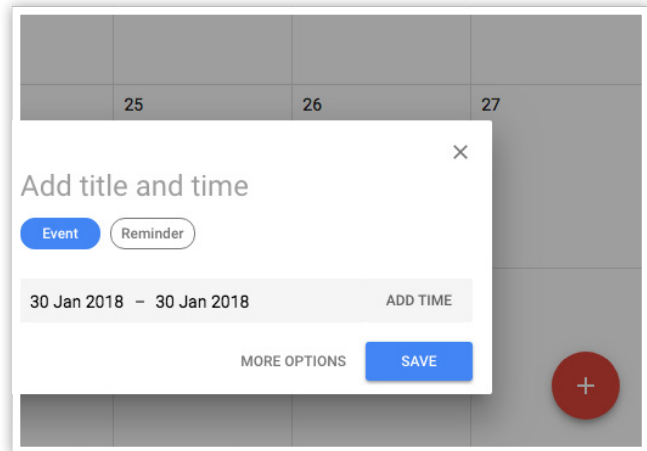 25 26 27
Add title and time
Event Reminder
30 Jan 2018 – 30 Jan 2018 ADD TIME
MORE OPTIONS SAVE
+